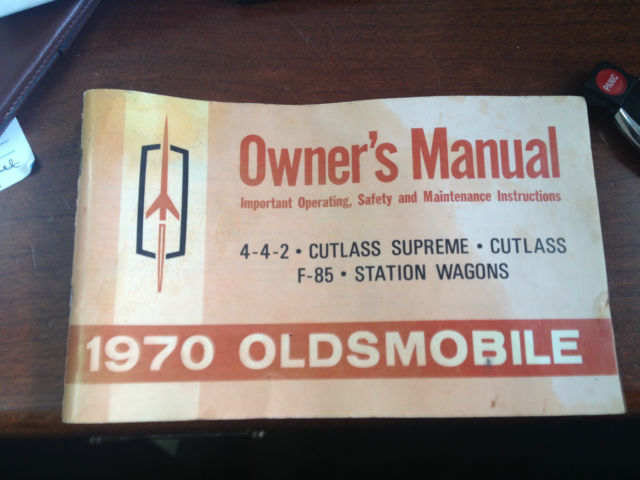 Owner's Manual
Important Operating, Safety and Maintenance Instructions
4-4-2 • CUTLASS SUPREME • CUTLASS
F-85 • STATION WAGONS
1970 OLDSMOBILE
PANIC